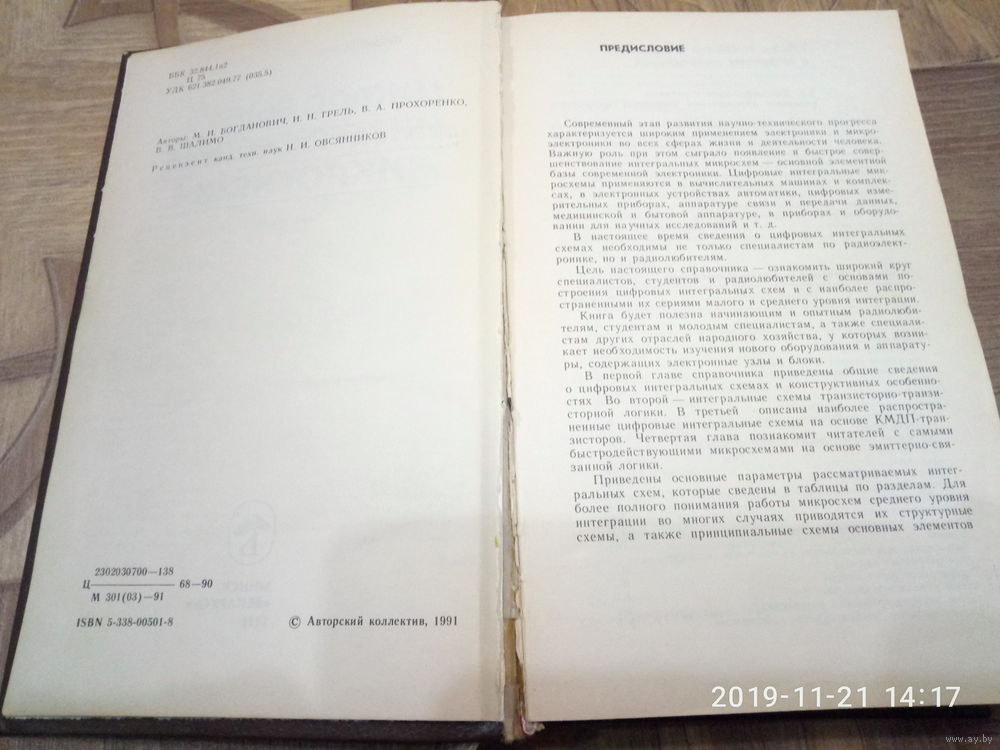 ББК 32.844.1я2
Ц 75
УДК 621.382.049.77 (035.5)
Авторы: М. И. БОГДАНОВИЧ, И. Н. ГРЕЛЬ, В. А. ПРОХОРЕНКО,
В. В. ШАЛИМО
Рецензент канд. техн. наук Н. И. ОВСЯННИКОВ
2302030700—138
Ц 68—90
М 301(03)—91
ISBN 5-338-00501-8
© Авторский коллектив, 1991
ПРЕДИСЛОВИЕ
Современный этап развития научно-технического прогресса
характеризуется широким применением электроники и микро-
электроники во всех сферах жизни и деятельности человека.
Важную роль при этом сыграло появление и быстрое совер-
шенствование интегральных микросхем — основной элементной
базы современной электроники. Цифровые интегральные мик-
росхемы применяются в вычислительных машинах и комплек-
сах, в электронных устройствах автоматики, цифровых изме-
рительных приборах, аппаратуре связи и передачи данных,
медицинской и бытовой аппаратуре, в приборах и оборудо-
вании для научных исследований и т. д.
В настоящее время сведения о цифровых интегральных
схемах необходимы не только специалистам по радиоэлект-
ронике, но и радиолюбителям.
Цель настоящего справочника — ознакомить широкий круг
специалистов, студентов и радиолюбителей с основами по-
строения цифровых интегральных схем и с наиболее распро-
страненными их сериями малого и среднего уровня интеграции.
Книга будет полезна начинающим и опытным радиолюби-
телям, студентам и молодым специалистам, а также специали-
стам других отраслей народного хозяйства, у которых возни-
кает необходимость изучения нового оборудования и аппарату-
ры, содержащих электронные узлы и блоки.
В первой главе справочника приведены общие сведения
о цифровых интегральных схемах и конструктивных особенно-
стях Во второй — интегральные схемы транзисторно-транзи-
сторной логики. В третьей описаны наиболее распростра-
ненные цифровые интегральные схемы на основе КМДП-тран-
зисторов. Четвертая глава познакомит читателей с самыми
быстродействующими микросхемами на основе эмиттерно-свя-
занной логики.
Приведены основные параметры рассматриваемых интег-
ральных схем, которые сведены в таблицы по разделам. Для
более полного понимания работы микросхем среднего уровня
интеграции во многих случаях приводятся их структурные
схемы, а также принципиальные схемы основных элементов
2019-11-21 14:17
www.ay.by